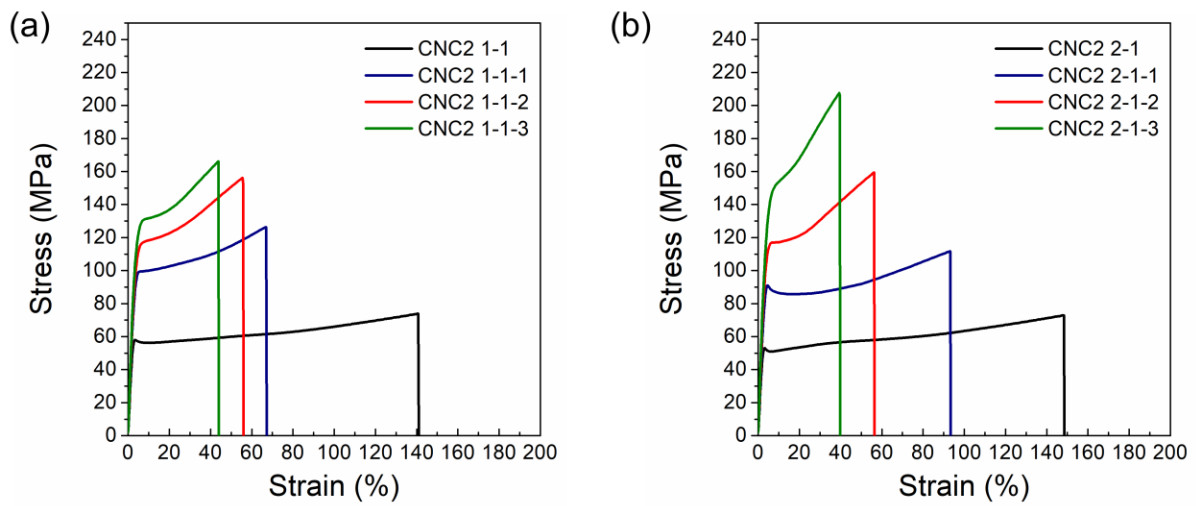 (a)
240
220
200
180
160
140
120
100
80
60
40
20
0
Stress (MPa)
CNC2 1-1
CNC2 1-1-1
CNC2 1-1-2
CNC2 1-1-3
0 20 40 60 80 100 120 140 160 180 200
Strain (%)
(b)
240
220
200
180
160
140
120
100
80
60
40
20
0
Stress (MPa)
CNC2 2-1
CNC2 2-1-1
CNC2 2-1-2
CNC2 2-1-3
0 20 40 60 80 100 120 140 160 180 200
Strain (%)